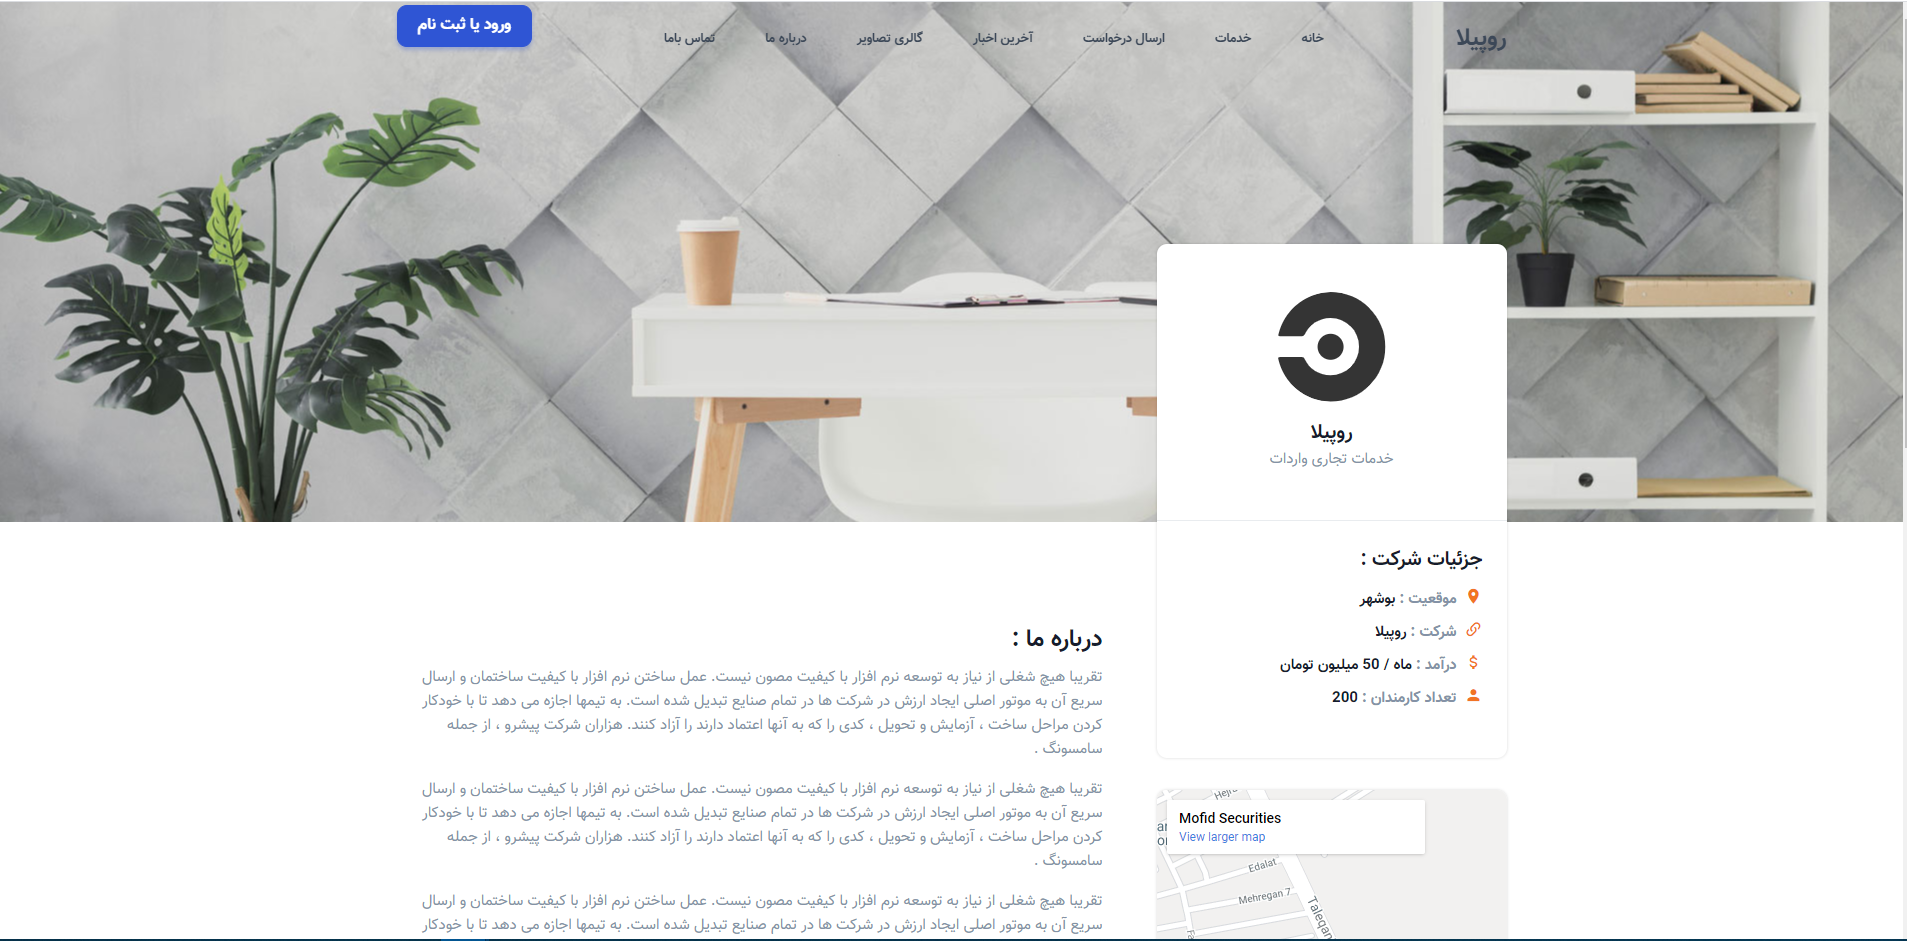 روپیلا
خانه
خدمات
ارسال درخواست
آخرین اخبار
گالری تصاویر
درباره ما
تماس باما
ورود یا ثبت نام
روپیلا
خدمات تجاری واردات
جزئیات شرکت :
موقعیت : بوشهر
شرکت : روپیلا
درآمد : ماه / 50 میلیون تومان
تعداد کارمندان : 200
Mofid Securities
View larger map
Edalat
Mehregan 7
Taleqan
درباره ما :
تقریبا هیچ شغلی از نیاز به توسعه نرم افزار با کیفیت مصون نیست. عمل ساختن نرم افزار با کیفیت ساختمان و ارسال
سریع آن به موتور اصلی ایجاد ارزش در شرکت ها در تمام صنایع تبدیل شده است. به تیمها اجازه می دهد تا با خودکار
کردن مراحل ساخت ، آزمایش و تحویل ، کدی را که به آنها اعتماد دارند را آزاد کنند. هزاران شرکت پیشرو ، از جمله
سامسونگ .
تقریبا هیچ شغلی از نیاز به توسعه نرم افزار با کیفیت مصون نیست. عمل ساختن نرم افزار با کیفیت ساختمان و ارسال
سریع آن به موتور اصلی ایجاد ارزش در شرکت ها در تمام صنایع تبدیل شده است. به تیمها اجازه می دهد تا با خودکار
کردن مراحل ساخت ، آزمایش و تحویل ، کدی را که به آنها اعتماد دارند را آزاد کنند. هزاران شرکت پیشرو ، از جمله
سامسونگ .
تقریبا هیچ شغلی از نیاز به توسعه نرم افزار با کیفیت مصون نیست. عمل ساختن نرم افزار با کیفیت ساختمان و ارسال
سریع آن به موتور اصلی ایجاد ارزش در شرکت ها در تمام صنایع تبدیل شده است. به تیمها اجازه می دهد تا با خودکار